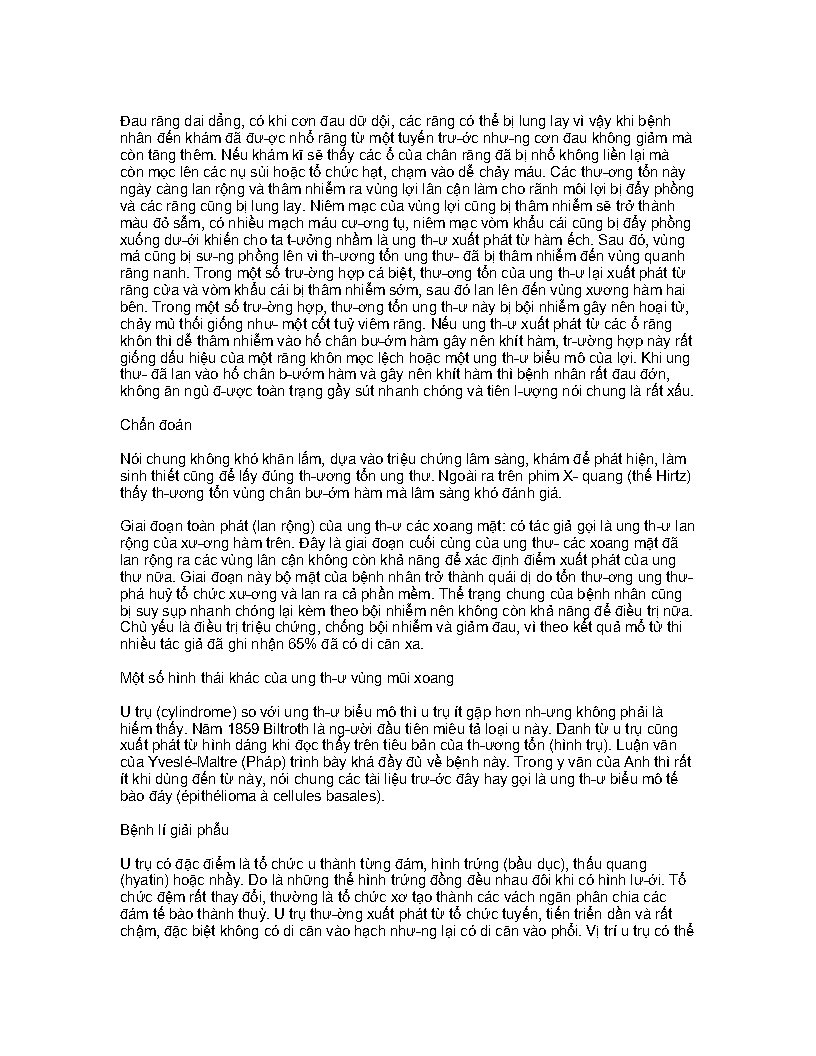 Đau răng dai dẳng, có khi cơn đau dữ dội, các răng có thể bị lung lay vì vậy khi bệnh
nhân đến khám đã đư-ợc nhổ răng từ một tuyến trư-ớc như-ng cơn đau không giảm mà
còn tăng thêm. Nếu khám kĩ sẽ thấy các ổ của chân răng đã bị nhổ không liền lại mà
còn mọc lên các nụ sùi hoặc tổ chức hạt, chạm vào dễ chảy máu. Các thư-ơng tổn này
ngày càng lan rộng và thâm nhiễm ra vùng lợi lân cận làm cho rãnh môi lợi bị đẩy phồng
và các răng cũng bị lung lay. Niêm mạc của vùng lợi cũng bị thâm nhiễm sẽ trở thành
màu đỏ sẫm, có nhiều mạch máu cư-ơng tụ, niêm mạc vòm khẩu cái cũng bị đẩy phồng
xuống dư-ới khiến cho ta t-ưởng nhầm là ung th-ư xuất phát từ hàm ếch. Sau đó, vùng
má cũng bị sư-ng phồng lên vì th-ương tổn ung thư- đã bị thâm nhiễm đến vùng quanh
răng nanh. Trong một số trư-ờng hợp cá biệt, thư-ơng tổn của ung th-ư lại xuất phát từ
răng cửa và vòm khẩu cái bị thâm nhiễm sớm, sau đó lan lên đến vùng xương hàm hai
bên. Trong một số trư-ờng hợp, thư-ơng tổn ung th-ư này bị bội nhiễm gây nên hoại tử,
chảy mủ thối giống như- một cốt tuỷ viêm răng. Nếu ung th-ư xuất phát từ các ổ răng
khôn thì dễ thâm nhiễm vào hố chân bư-ớm hàm gây nên khít hàm, tr-ường hợp này rất
giống dấu hiệu của một răng khôn mọc lệch hoặc một ung th-ư biểu mô của lợi. Khi ung
thư- đã lan vào hố chân b-ướm hàm và gây nên khít hàm thì bệnh nhân rất đau đớn,
không ăn ngủ đ-ược toàn trạng gầy sút nhanh chóng và tiên l-ượng nói chung là rất xấu.
Chẩn đoán
Nói chung không khó khăn lắm, dựa vào triệu chứng lâm sàng, khám để phát hiện, làm
sinh thiết cũng để lấy đúng th-ương tổn ung thư. Ngoài ra trên phim X- quang (thế Hirtz)
thấy th-ương tổn vùng chân bư-ớm hàm mà lâm sàng khó đánh giá.
Giai đoạn toàn phát (lan rộng) của ung th-ư các xoang mặt: có tác giả gọi là ung th-ư lan
rộng của xư-ơng hàm trên. Đây là giai đoạn cuối cùng của ung thư- các xoang mặt đã
lan rộng ra các vùng lân cận không còn khả năng để xác định điểm xuất phát của ung
thư nữa. Giai đoạn này bộ mặt của bệnh nhân trở thành quái dị do tổn thư-ơng ung thư-
phá huỷ tổ chức xư-ơng và lan ra cả phần mềm. Thể trạng chung của bệnh nhân cũng
bị suy sụp nhanh chóng lại kèm theo bội nhiễm nên không còn khả năng để điều trị nữa.
Chủ yếu là điều trị triệu chứng, chống bội nhiễm và giảm đau, vì theo kết quả mổ tử thi
nhiều tác giả đã ghi nhận 65% đã có di căn xa.
Một số hình thái khác của ung th-ư vùng mũi xoang
U trụ (cylindrome) so với ung th-ư biểu mô thì u trụ ít gặp hơn nh-ưng không phải là
hiếm thấy. Năm 1859 Biltroth là ng-ười đầu tiên miêu tả loại u này. Danh từ u trụ cũng
xuất phát từ hình dáng khi đọc thấy trên tiêu bản của th-ương tổn (hình trụ). Luận văn
của Yveslé-Maltre (Pháp) trình bày khá đầy đủ về bệnh này. Trong y văn của Anh thì rất
ít khi dùng đến từ này, nói chung các tài liệu trư-ớc đây hay gọi là ung th-ư biểu mô tế
bào đáy (épithélioma à cellules basales).
Bệnh lí giải phẫu
U trụ có đặc điểm là tổ chức u thành từng đám, hình trứng (bầu dục), thấu quang
(hyatin) hoặc nhầy. Do là những thể hình trứng đồng đều nhau đôi khi có hình lư-ới. Tổ
chức đệm rất thay đổi, thường là tổ chức xơ tạo thành các vách ngăn phân chia các
đám tế bào thành thuỳ. U trụ thư-ờng xuất phát từ tổ chức tuyến, tiến triển dần và rất
chậm, đặc biệt không có di căn vào hạch như-ng lại có di căn vào phổi. Vị trí u trụ có thể